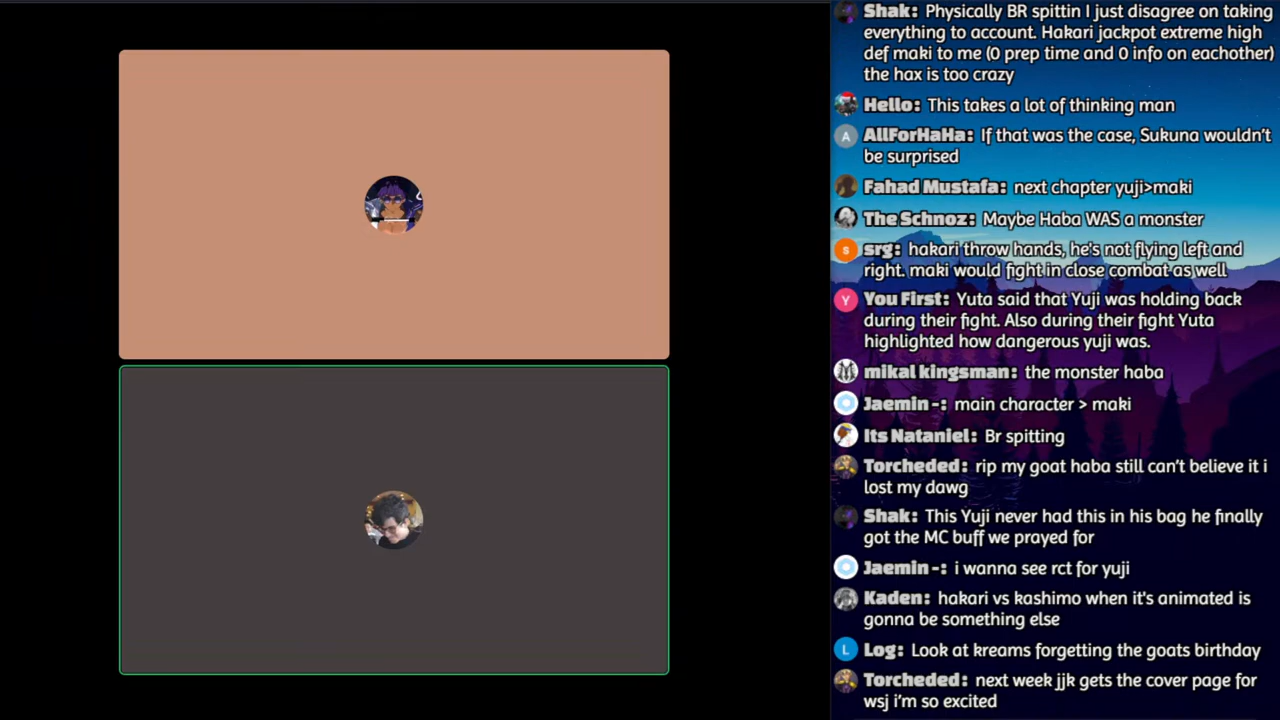 Shak: Physically BR spittin I just disagree on taking
everything to account. Hakari jackpot extreme high
def maki to me (0 prep time and 0 info on eachother)
the hax is too crazy
Hello: This takes a lot of thinking man
A AllForHaHa: If that was the case, Sukuna wouldn't
be surprised
Fahad Mustafa: next chapter yuji>maki
The Schnoz: Maybe Haba WAS a monster
s srg: hakari throw hands, he's not flying left and
right. maki would fight in close combat as well
Y You First: Yuta said that Yuji was holding back
during their fight. Also during their fight Yuta
highlighted how dangerous yuji was.
mikal kingsman: the monster haba
Jaemin -: main character > maki
Its Nataniel: Br spitting
Torcheded: rip my goat haba still can't believe it i
lost my dawg
Shak: This Yuji never had this in his bag he finally
got the MC buff we prayed for
Jaemin -: i wanna see rct for yuji
Kaden: hakari vs kashimo when it's animated is
gonna be something else
L Log: Look at kreams forgetting the goats birthday
Torcheded: next week jjk gets the cover page for
wsj i'm so excited